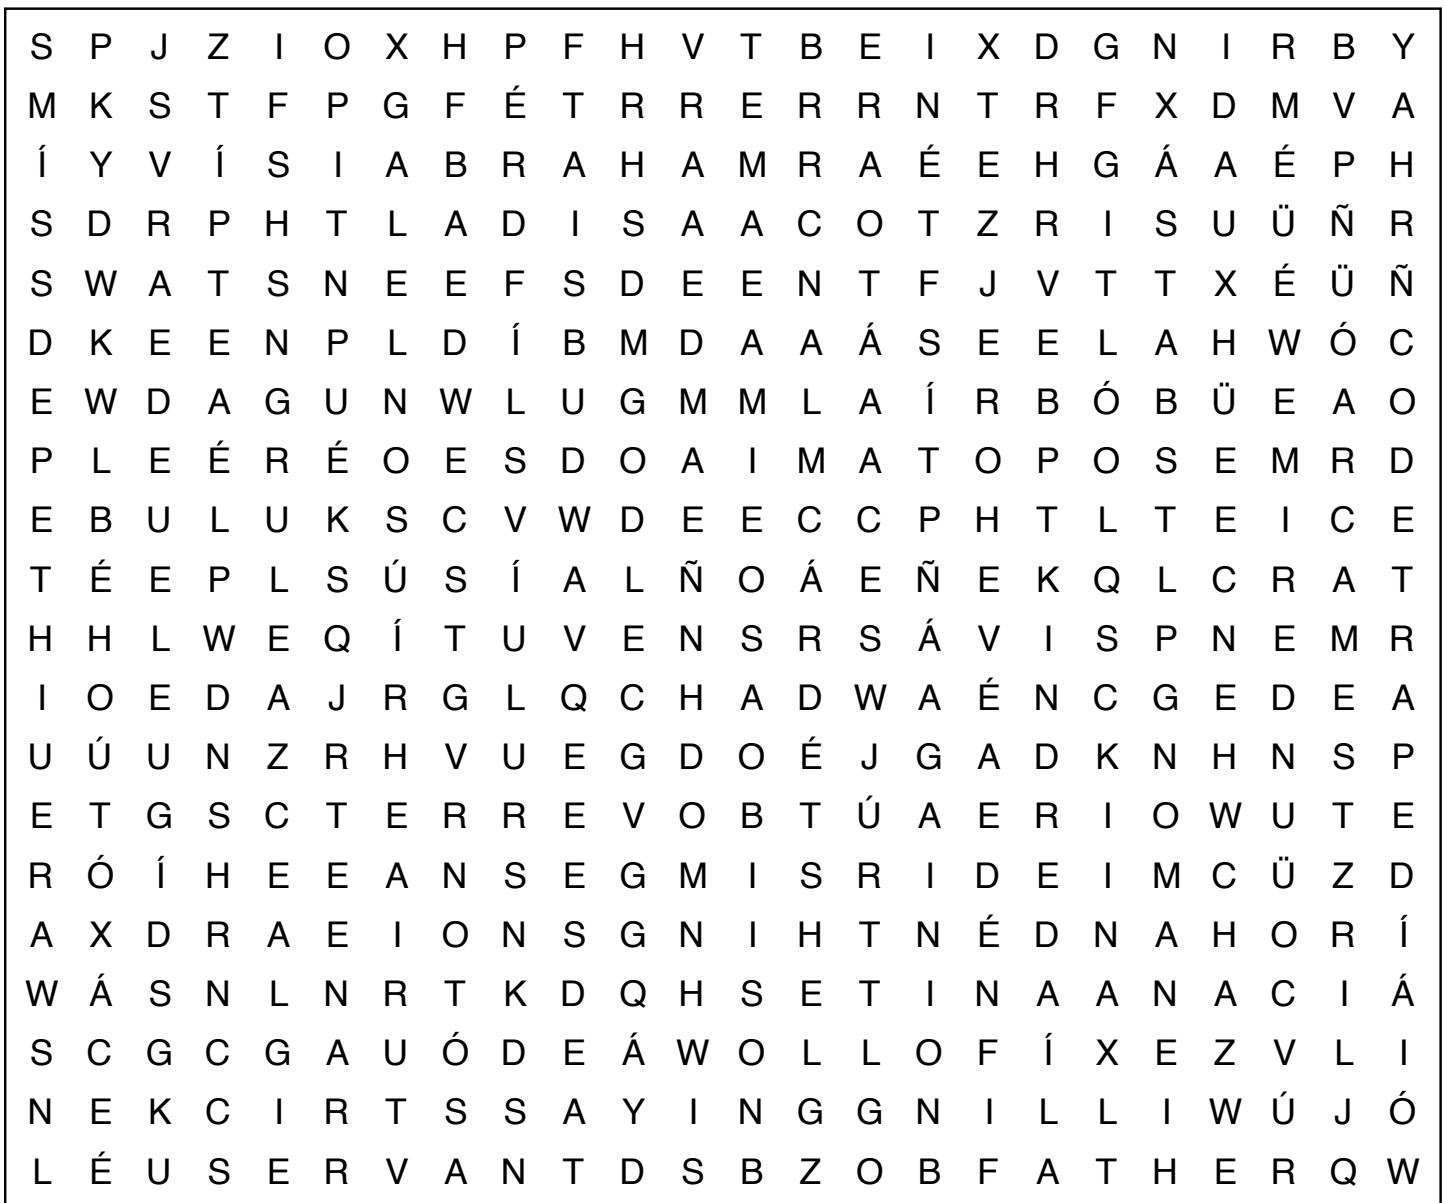 S P J Z I O X H P F H V T B E I X D G N I R B Y
M K S T F P G F É T R R E R R N T R F X D M V A
Í Y V Í S I A B R A H A M R A É E H G Á A É P H
S D R P H T L A D I S A A C O T Z R I S U Ü Ñ R
S W A T S N E E F S D E E N T F J V T T X É Ü Ñ
D K E E N P L D Í B M D A A Á S E E L A H W Ó C
E W D A G U N W L U G M M L A Í R B Ó B Ü E A O
P L E É R É O E S D O A I M A T O P O S E M R D
E B U L U K S C V W D E E C C P H T L T E I C E
T É E P L S Ú S Í A L Ñ O Á E Ñ E K Q L C R A T
H H L W E Q Í T U V E N S R S Á V I S P N E M R
I O E D A J R G L Q C H A D W A É N C G E D E A
U Ú U N Z R H V U E G D O É J G A D K N H N S P
E T G S C T E R R E V O B T Ú A E R I O W U T E
R Ó Í H E E A N S E G M I S R I D E I M C Ü Z D
A X D R A E I O N S G N I H T N É D N A H O R Í
W Á S N L N R T K D Q H S E T I N A A N A C I Á
S C G C G A U Ó D E Á W O L L O F Í X E Z V L I
N E K C I R T S S A Y I N G G N I L L I W Ú J Ó
L É U S E R V A N T D S B Z O B F A T H E R Q W